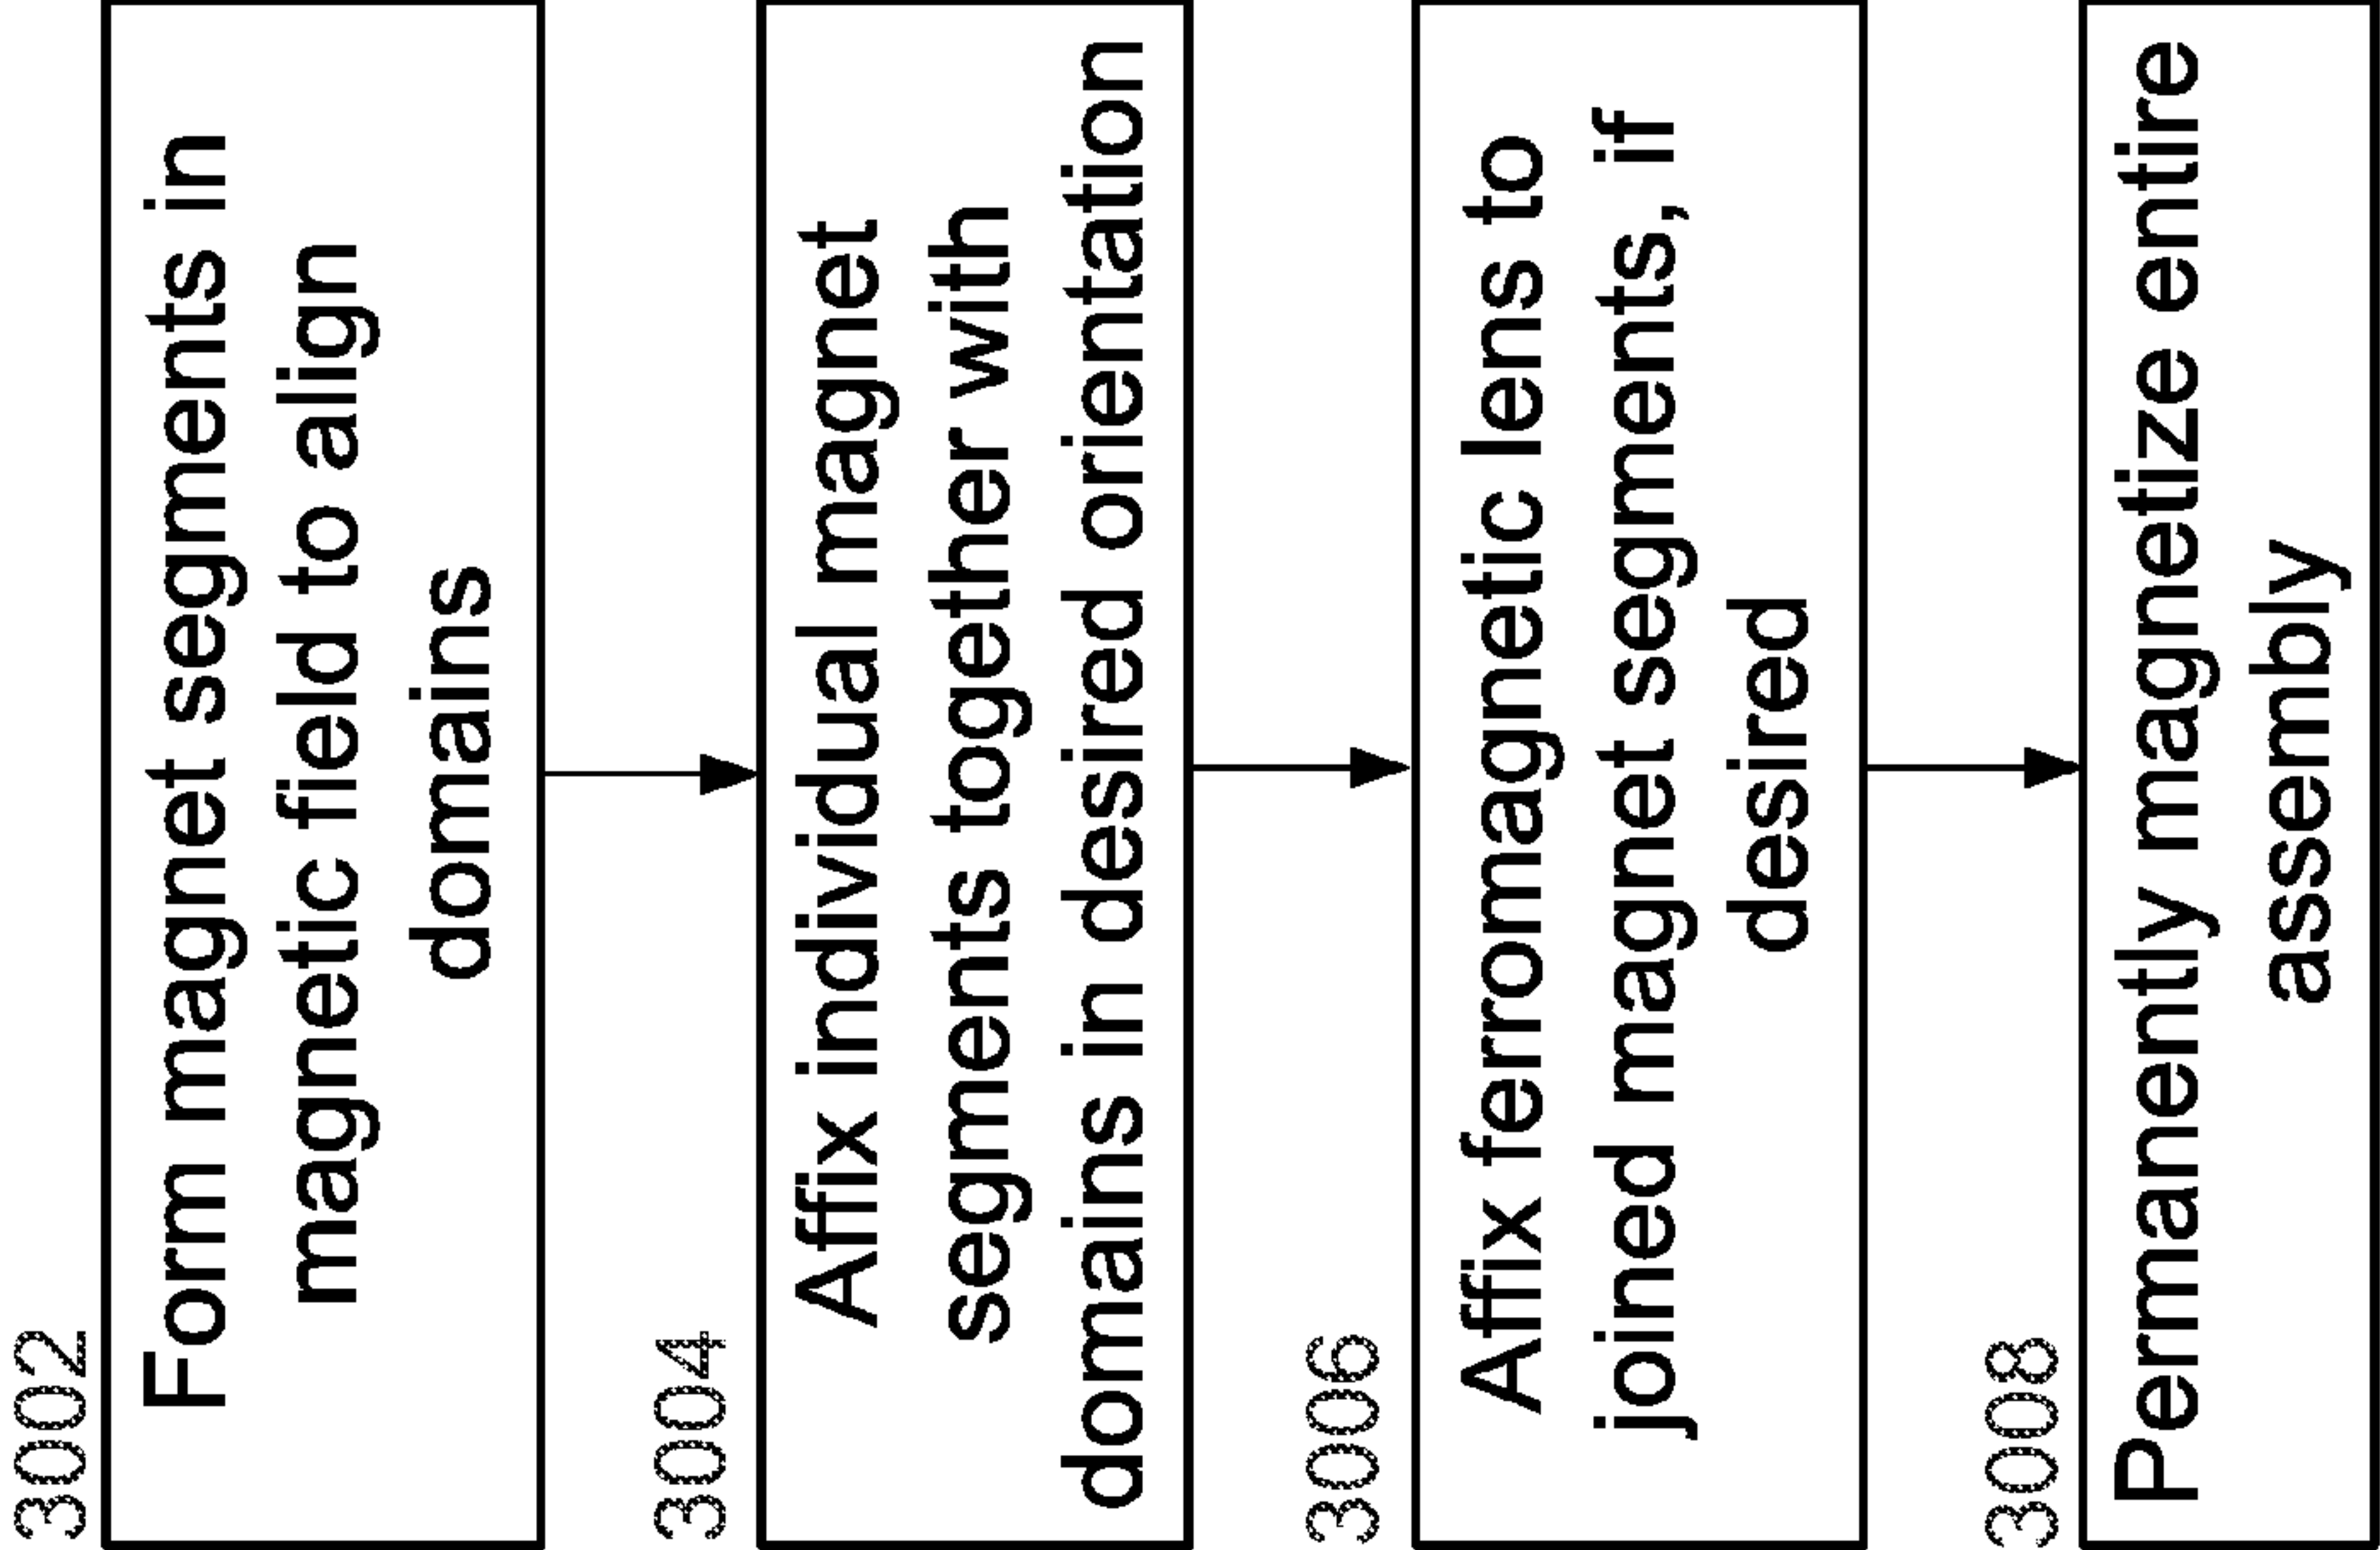 3002
Form magnet segments in
magnetic field to align
domains
3004
Affix individual magnet
segments together with
domains in desired orientation
3006
Affix ferromagnetic lens to
joined magnet segments, if
desired
3008
Permanently magnetize entire
assembly